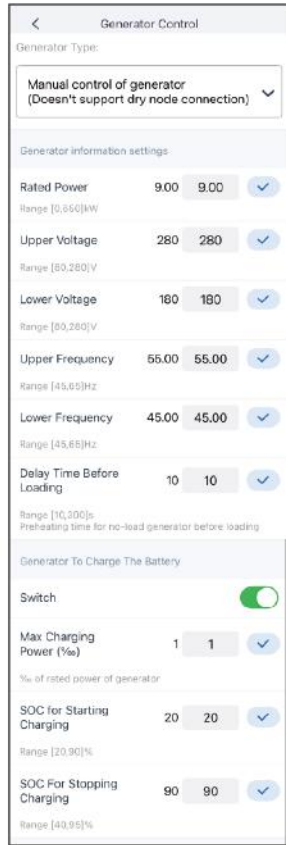 Generator Control
Generator Type:
Manual control of generator
(Doesn't support dry node connection)
Generator information settings
Rated Power 9.00 9.00
Range [0,650]kW
Upper Voltage 280 280
Range [80,280]V
Lower Voltage 180 180
Range [80,280]V
Upper Frequency 55.00 55.00
Range [45,65]Hz
Lower Frequency 45.00 45.00
Range [45,65]Hz
Delay Time Before
Loading 10 10
Range [10,300]s
Preheating time for no-load generator before loading
Generator To Charge The Battery
Switch
Max Charging
Power (‰) 1 1
‰ of rated power of generator
SOC for Starting
Charging 20 20
Range [20,90]%
SOC For Stopping
Charging 90 90
Range [40,95]%